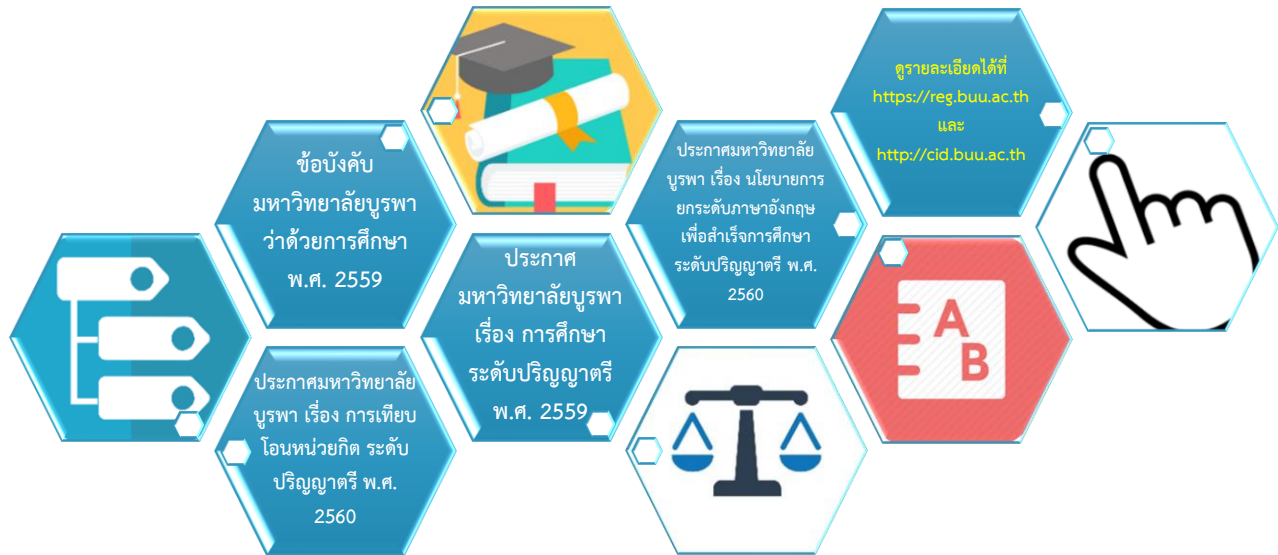 ข้อบังคับ
มหาวิทยาลัยบูรพา
ว่าด้วยการศึกษา
พ.ศ. 2559
ประกาศมหาวิทยาลัย
บูรพา เรื่อง การเทียบ
โอนหน่วยกิต ระดับ
ปริญญาตรี พ.ศ.
2560
ประกาศ
มหาวิทยาลัยบูรพา
เรื่อง การศึกษา
ระดับปริญญาตรี
พ.ศ. 2559
ประกาศมหาวิทยาลัย
บูรพา เรื่อง นโยบายการ
ยกระดับภาษาอังกฤษ
เพื่อสำเร็จการศึกษา
ระดับปริญญาตรี พ.ศ.
2560
ดูรายละเอียดได้ที่
https://reg.buu.ac.th
และ
http://cid.buu.ac.th
A
B